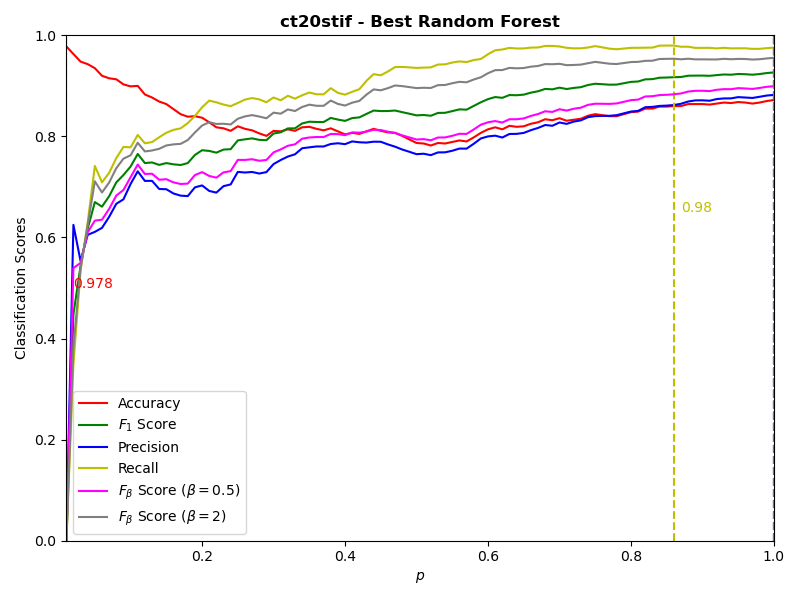 ct20stif - Best Random Forest
Classification Scores
1.0
0.8
0.6
0.4
0.2
0.0
0.978
0.98
Accuracy
F₁ Score
Precision
Recall
Fᵦ Score (β = 0.5)
Fᵦ Score (β = 2)
0.2 0.4 0.6 0.8 1.0
p